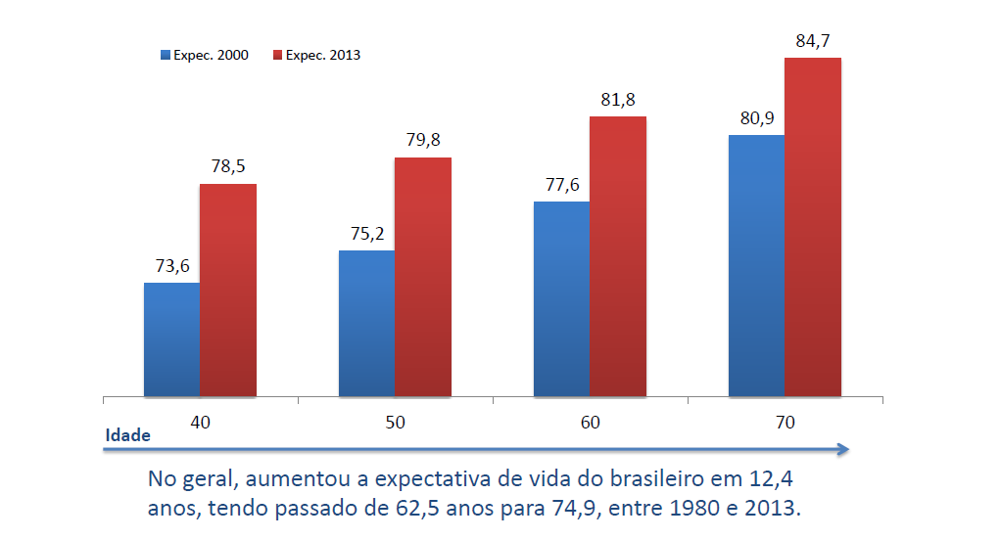 Expec. 2000 Expec. 2013
84,7
81,8
80,9
79,8
78,5
77,6
75,2
73,6
40 50 60 70
Idade
No geral, aumentou a expectativa de vida do brasileiro em 12,4
anos, tendo passado de 62,5 anos para 74,9, entre 1980 e 2013.